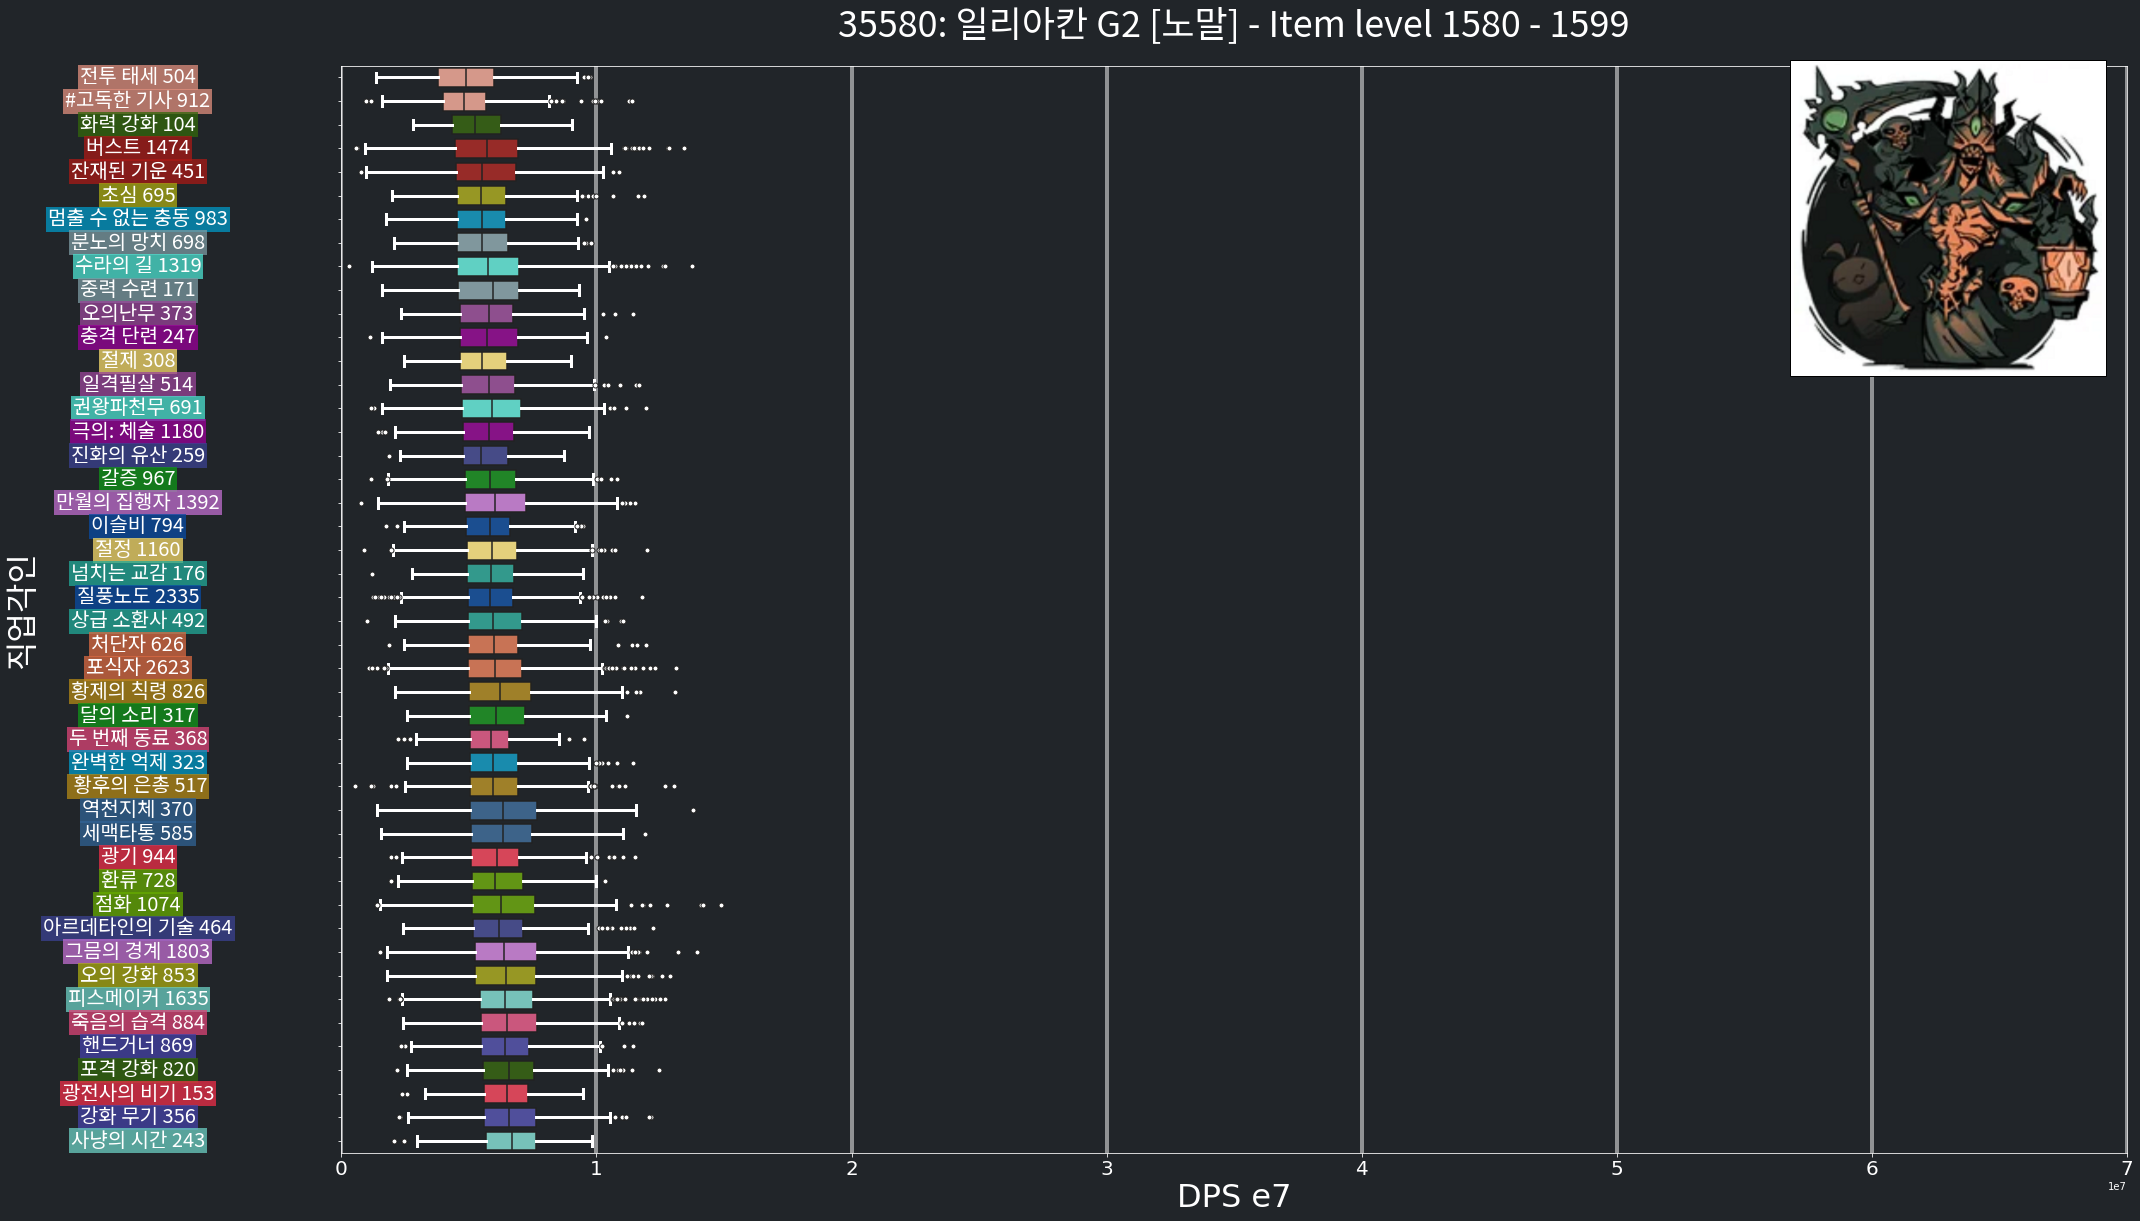 35580: 일리아칸 G2 [노말] - Item level 1580 - 1599
직업각인
전투 태세 504
#고독한 기사 912
화력 강화 104
버스트 1474
잔재된 기운 451
초심 695
멈출 수 없는 충동 983
분노의 망치 698
수라의 길 1319
중력 수련 171
오의난무 373
충격 단련 247
절제 308
일격필살 514
권왕파천무 691
극의: 체술 1180
진화의 유산 259
갈증 967
만월의 집행자 1392
이슬비 794
절정 1160
넘치는 교감 176
질풍노도 2335
상급 소환사 492
처단자 626
포식자 2623
황제의 칙령 826
달의 소리 317
두 번째 동료 368
완벽한 억제 323
황후의 은총 517
역천지체 370
세맥타통 585
광기 944
환류 728
점화 1074
아르데타인의 기술 464
그믐의 경계 1803
오의 강화 853
피스메이커 1635
죽음의 습격 884
핸드거너 869
포격 강화 820
광전사의 비기 153
강화 무기 356
사냥의 시간 243
0 1 2 3 4 5 6 7
1e7
DPS e7